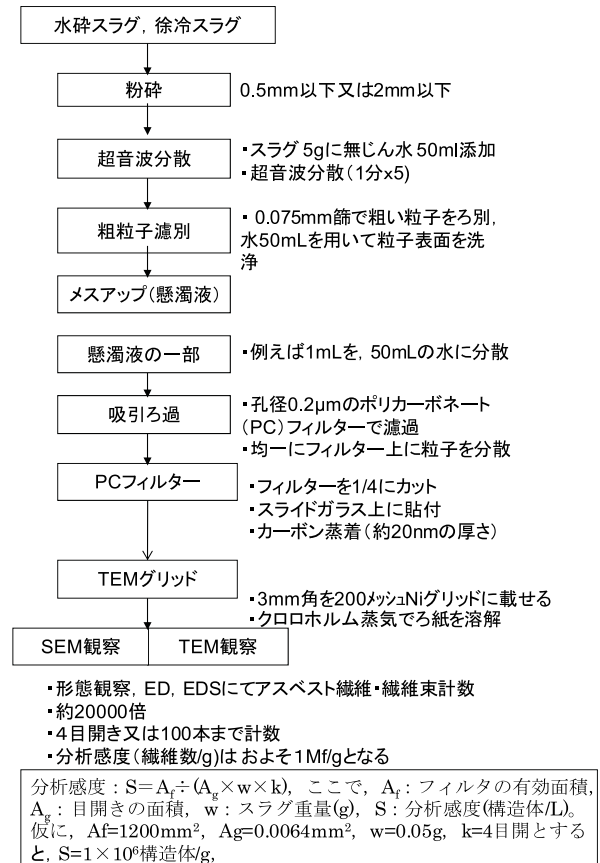 水砕スラグ，徐冷スラグ
粉砕
0.5mm以下又は2mm以下
超音波分散
・スラグ 5gに無じん水 50ml添加
・超音波分散（1分x5）
粗粒子濾別
・ 0.075mm篩で粗い粒子をろ別，
水50mLを用いて粒子表面を洗
浄
メスアップ（懸濁液）
懸濁液の一部
・例えば1mLを，50mLの水に分散
吸引ろ過
・孔径0.2μmのポリカーボネート
（PC）フィルターで濾過
・均一にフィルター上に粒子を分散
PCフィルター
・フィルターを1/4にカット
・スライドガラス上に貼付
・カーボン蒸着（約20nmの厚さ）
TEMグリッド
・3mm角を200メッシュNiグリッドに載せる
・クロロホルム蒸気でろ紙を溶解
SEM観察
TEM観察
・形態観察，ED，EDSにてアスベスト繊維・繊維束計数
・約20000倍
・４目開き又は100本まで計数
・分析感度（繊維数/g）は およそ１Mf/gとなる
分析感度：S＝Af÷(Ag×w×k)，ここで，Af：フィルタの有効面積，
Ag：目開きの面積，w：スラグ重量(g)，S：分析感度(構造体/L)。
仮に，Af=1200mm²，Ag=0.0064mm²，w=0.05g，k=4目開とする
と，S=1×10⁶構造体/g，